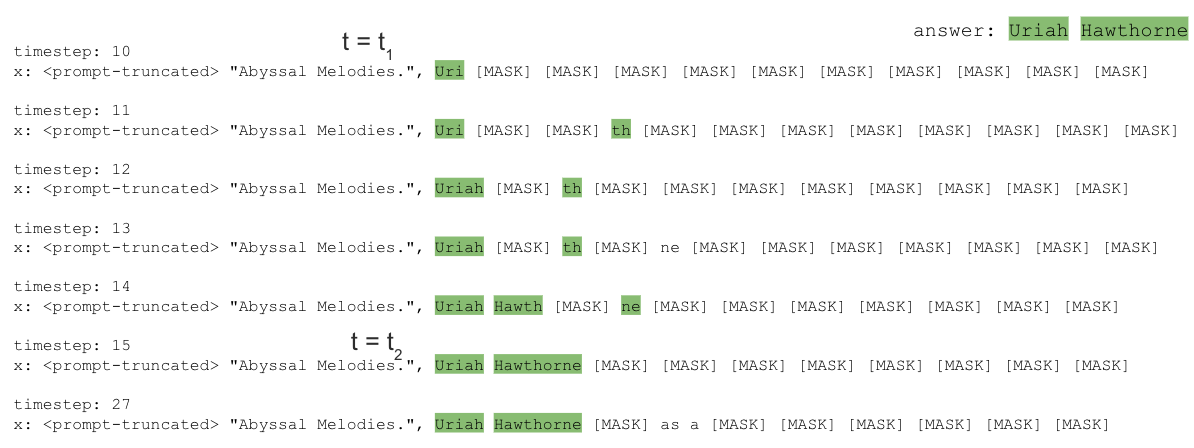 answer: Uriah Hawthorne
t = t1
timestep: 10
x: <prompt-truncated> "Abyssal Melodies.", Uri [MASK] [MASK] [MASK] [MASK] [MASK] [MASK] [MASK] [MASK] [MASK] [MASK]
timestep: 11
x: <prompt-truncated> "Abyssal Melodies.", Uri [MASK] [MASK] th [MASK] [MASK] [MASK] [MASK] [MASK] [MASK] [MASK] [MASK]
timestep: 12
x: <prompt-truncated> "Abyssal Melodies.", Uriah [MASK] th [MASK] [MASK] [MASK] [MASK] [MASK] [MASK] [MASK] [MASK]
timestep: 13
x: <prompt-truncated> "Abyssal Melodies.", Uriah [MASK] th [MASK] ne [MASK] [MASK] [MASK] [MASK] [MASK] [MASK] [MASK]
timestep: 14
x: <prompt-truncated> "Abyssal Melodies.", Uriah Hawth [MASK] ne [MASK] [MASK] [MASK] [MASK] [MASK] [MASK] [MASK]
t = t2
timestep: 15
x: <prompt-truncated> "Abyssal Melodies.", Uriah Hawthorne [MASK] [MASK] [MASK] [MASK] [MASK] [MASK] [MASK] [MASK]
timestep: 27
x: <prompt-truncated> "Abyssal Melodies.", Uriah Hawthorne [MASK] as a [MASK] [MASK] [MASK] [MASK] [MASK] [MASK]